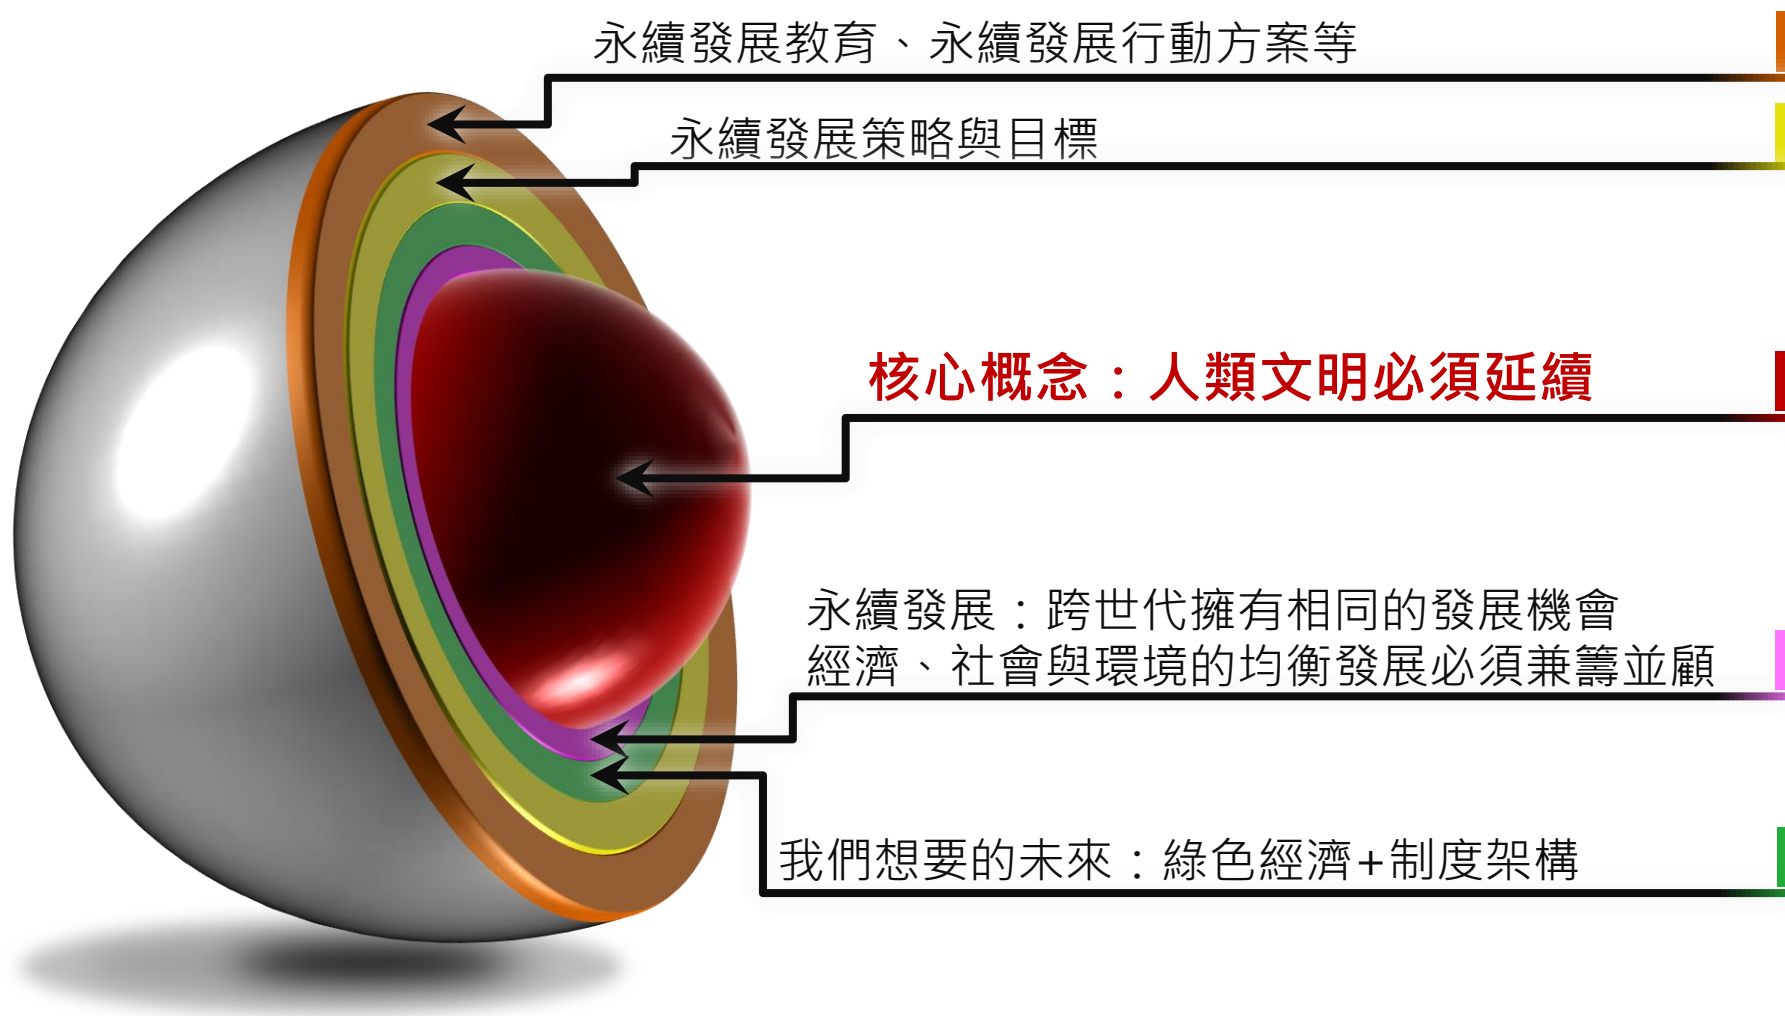 永續發展教育、永續發展行動方案等
永續發展策略與目標
核心概念：人類文明必須延續
永續發展：跨世代擁有相同的發展機會
經濟、社會與環境的均衡發展必須兼籌並顧
我們想要的未來：綠色經濟+制度架構